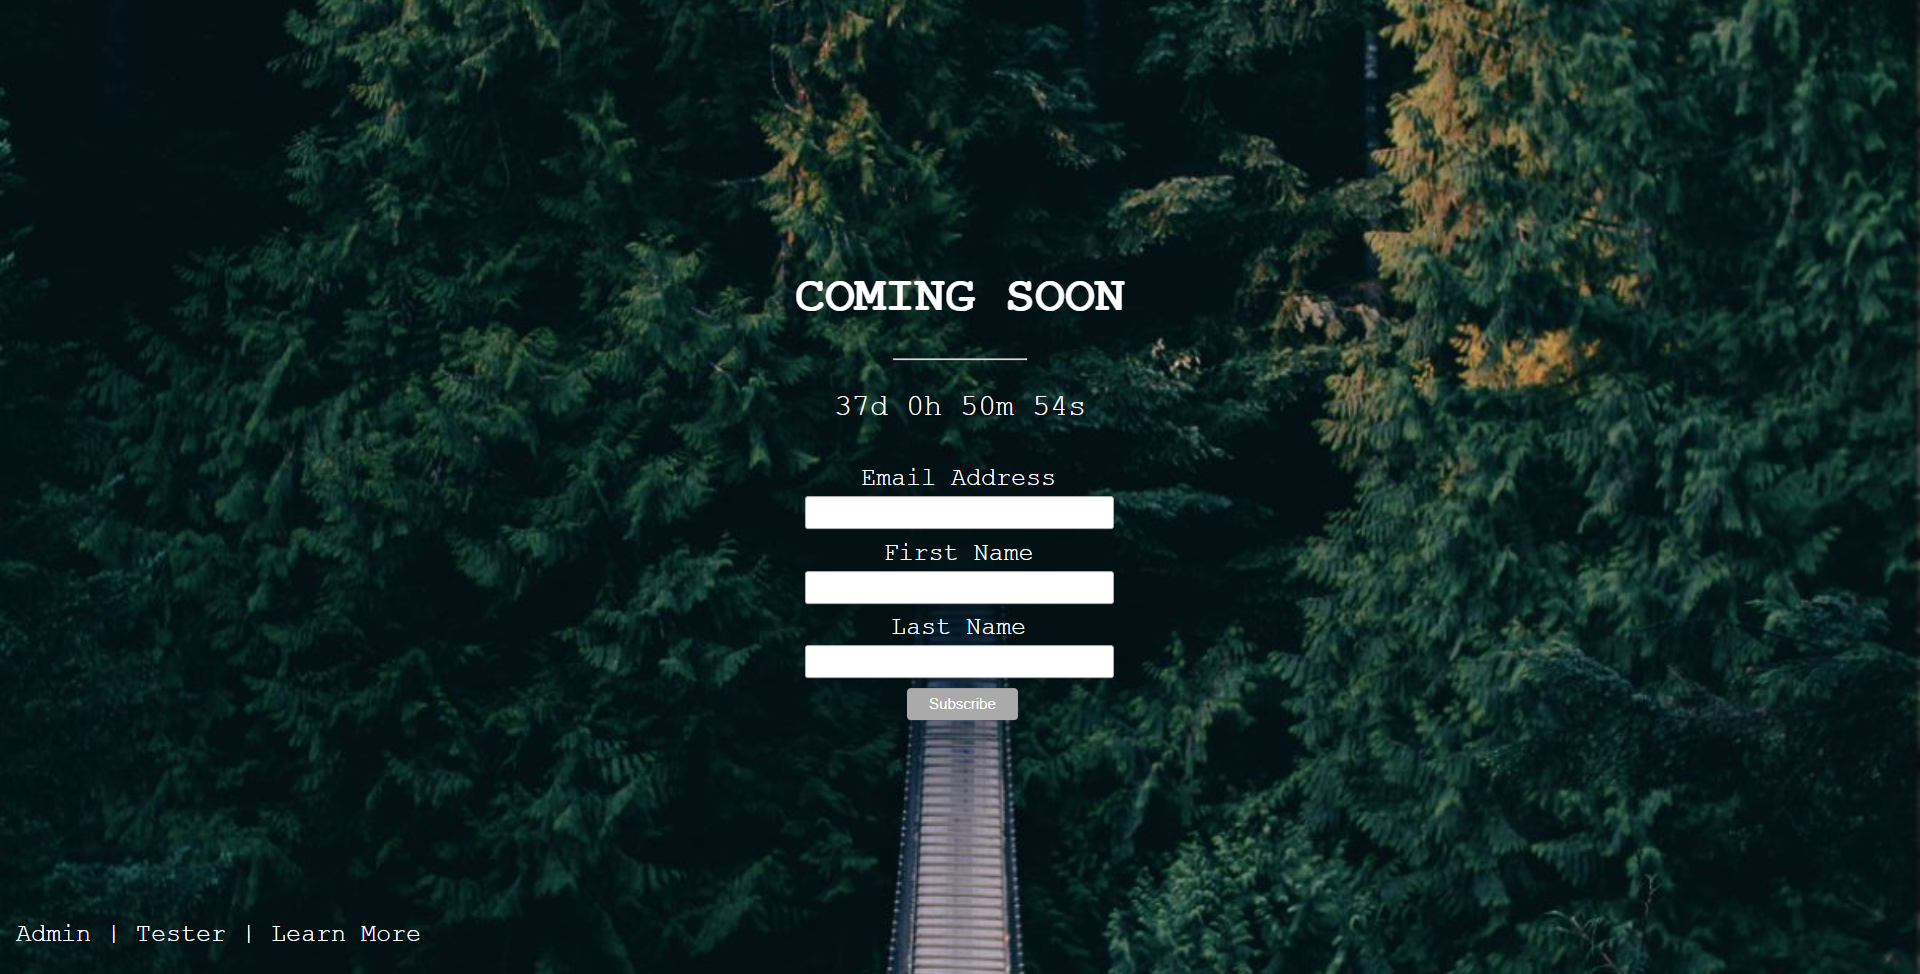 COMING SOON
37d 0h 50m 54s
Email Address
First Name
Last Name
Subscribe
Admin | Tester | Learn More